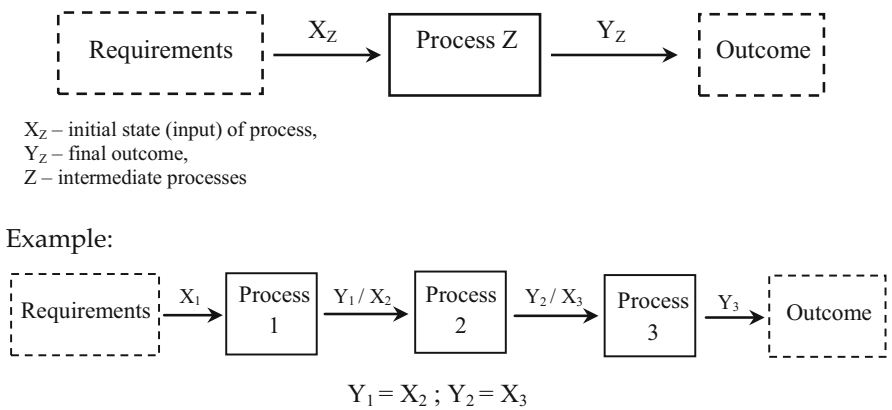 Requirements X_Z Process Z Y_Z Outcome
X_Z – initial state (input) of process,
Y_Z – final outcome,
Z – intermediate processes
Example:
Requirements X_1 Process 1 Y_1 / X_2 Process 2 Y_2 / X_3 Process 3 Y_3 Outcome
Y_1 = X_2 ; Y_2 = X_3